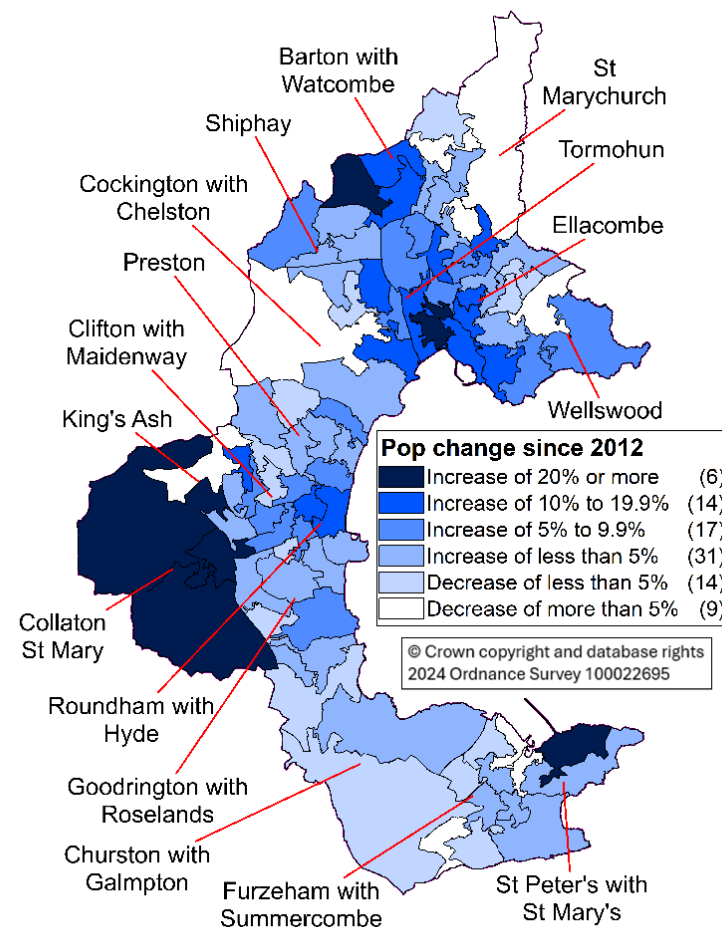 Barton with
Watcombe
St
Marychurch
Shiphay
Tormohun
Cockington with
Chelston
Ellacombe
Preston
Clifton with
Maidenway
King's Ash
Wellswood
Pop change since 2012
Increase of 20% or more (6)
Increase of 10% to 19.9% (14)
Increase of 5% to 9.9% (17)
Increase of less than 5% (31)
Decrease of less than 5% (14)
Decrease of more than 5% (9)
Collaton
St Mary
© Crown copyright and database rights
2024 Ordnance Survey 100022695
Roundham with
Hyde
Goodrington with
Roselands
Churston with
Galmpton
Furzeham with
Summercombe
St Peter's with
St Mary's